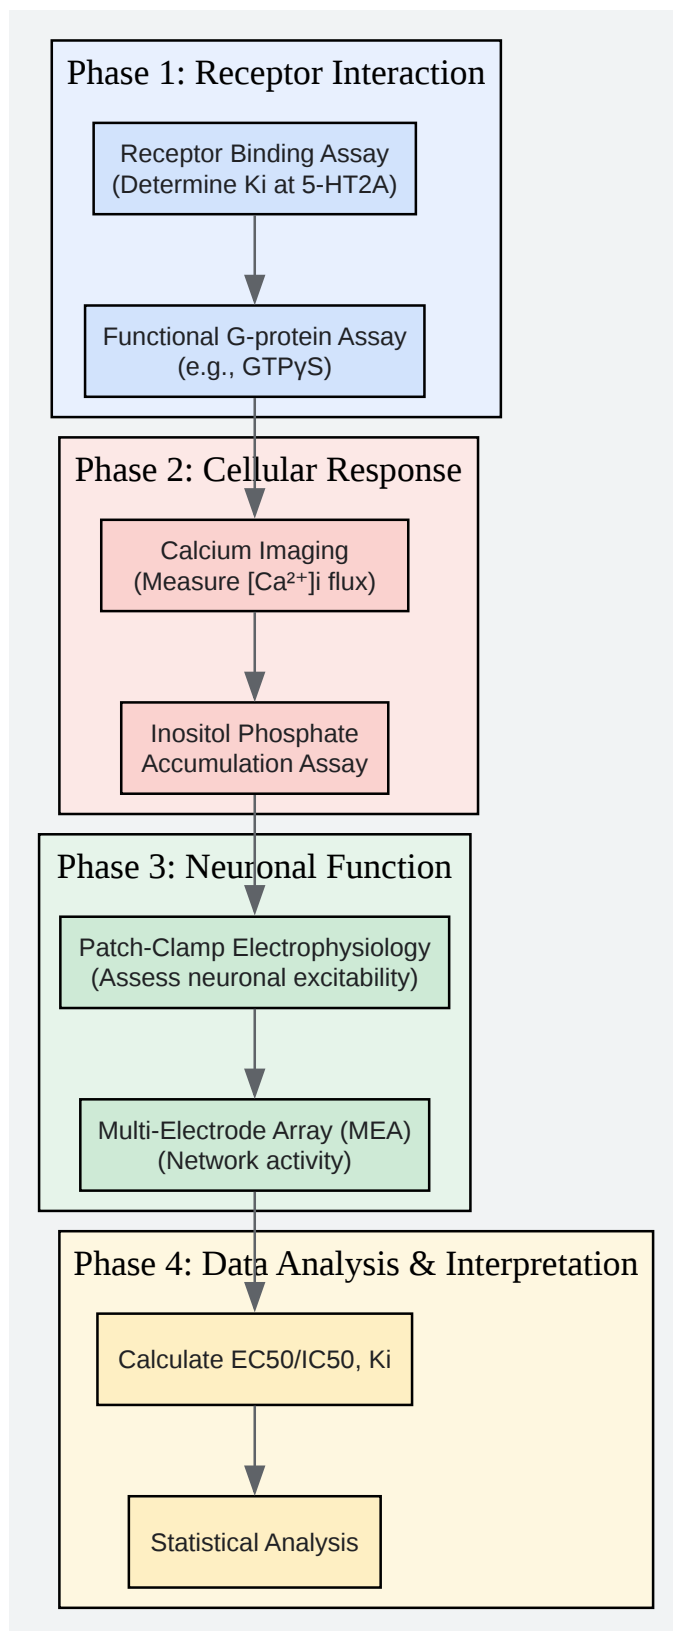 Phase 1: Receptor Interaction
Receptor Binding Assay
(Determine Ki at 5-HT2A)
Functional G-protein Assay
(e.g., GTPγS)
Phase 2: Cellular Response
Calcium Imaging
(Measure [Ca²⁺]i flux)
Inositol Phosphate
Accumulation Assay
Phase 3: Neuronal Function
Patch-Clamp Electrophysiology
(Assess neuronal excitability)
Multi-Electrode Array (MEA)
(Network activity)
Phase 4: Data Analysis & Interpretation
Calculate EC50/IC50, Ki
Statistical Analysis